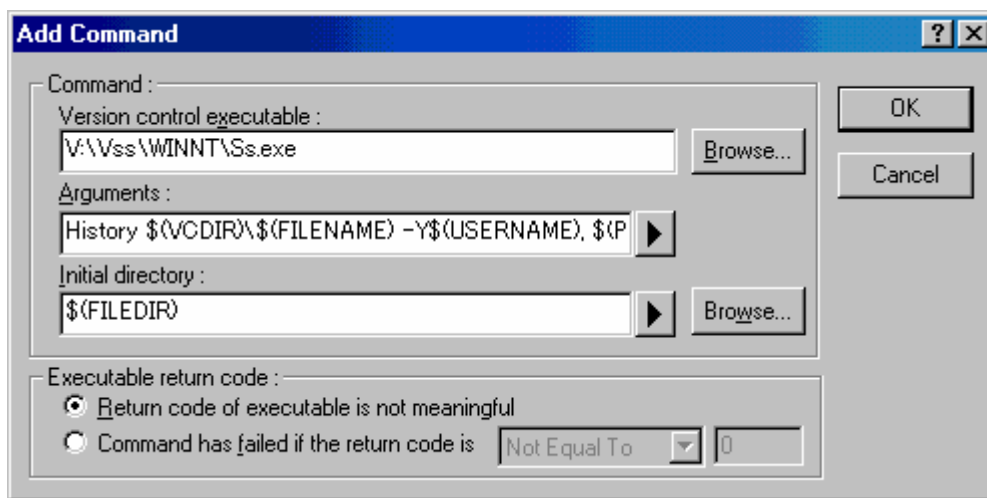 Add Command
Command :
Version control executable :
V:\Vss\WINNT\Ss.exe
Browse...
Arguments :
History $(VCDIR)\$(FILENAME) -Y$(USERNAME), $(P
Initial directory :
$(FILEDIR)
Browse...
Executable return code :
Return code of executable is not meaningful
Command has failed if the return code is
Not Equal To
0
OK
Cancel